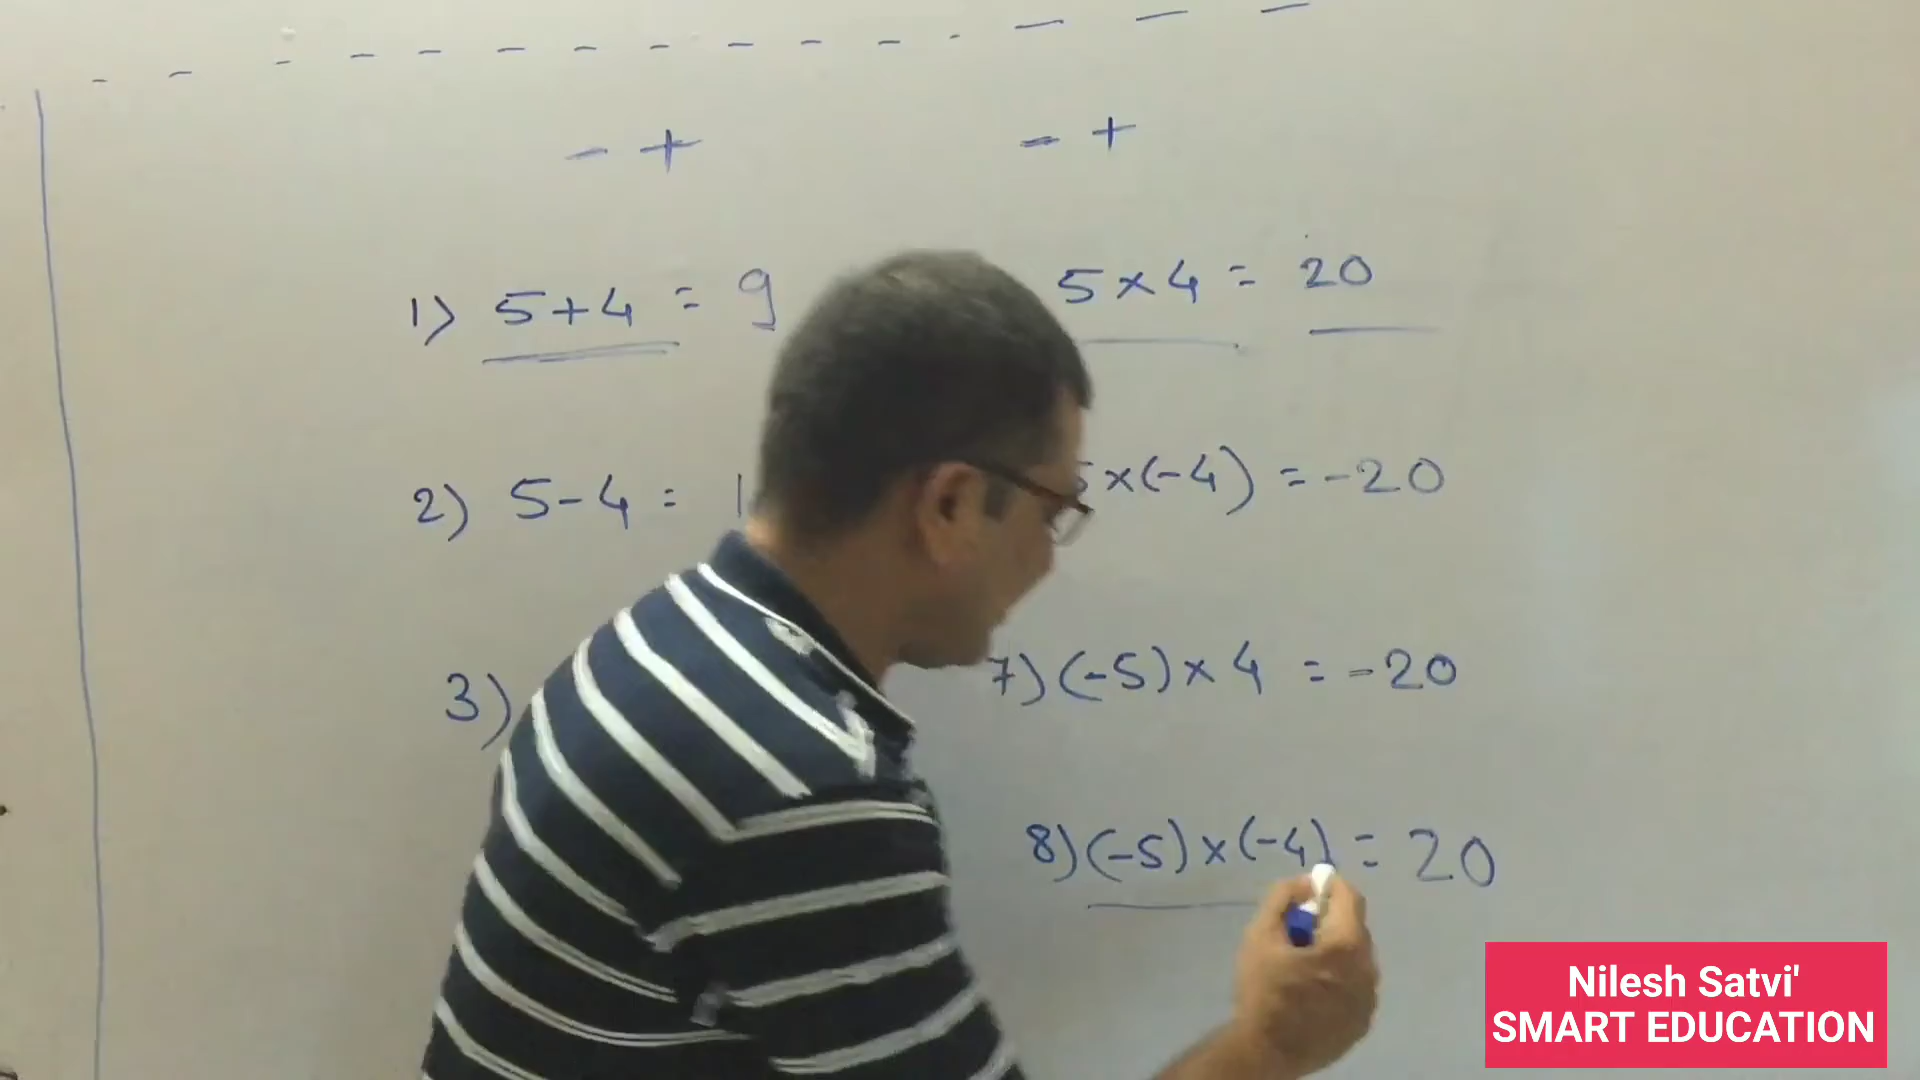 - +
- +
1) 5+4 = 9
2) 5-4 = 1
3)
5×4 = 20
×(-4) = -20
7) (-5)×4 = -20
8) (-5)×(-4) = 20
Nilesh Satvi'
SMART EDUCATION